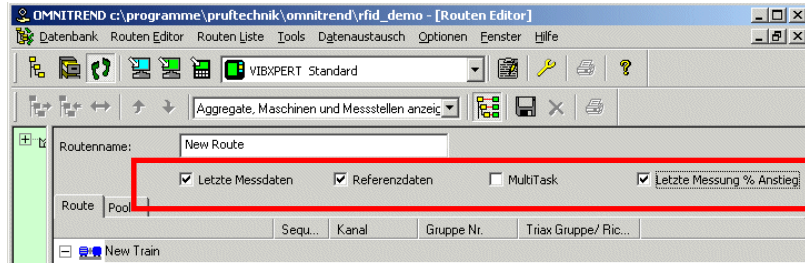 OMNITREND c:\programme\pruftechnik\omnitrend\rfid_demo - [Routen Editor]
Datenbank Routen Editor Routen Liste Tools Datenaustausch Optionen Fenster Hilfe
VIBXPERT Standard
Aggregate, Maschinen und Messstellen anzeig
Routenname: New Route
Letzte Messdaten Referenzdaten MultiTask Letzte Messung % Anstieg
Route Pool
Sequ... Kanal Gruppe Nr. Triax Gruppe/ Ric...
New Train